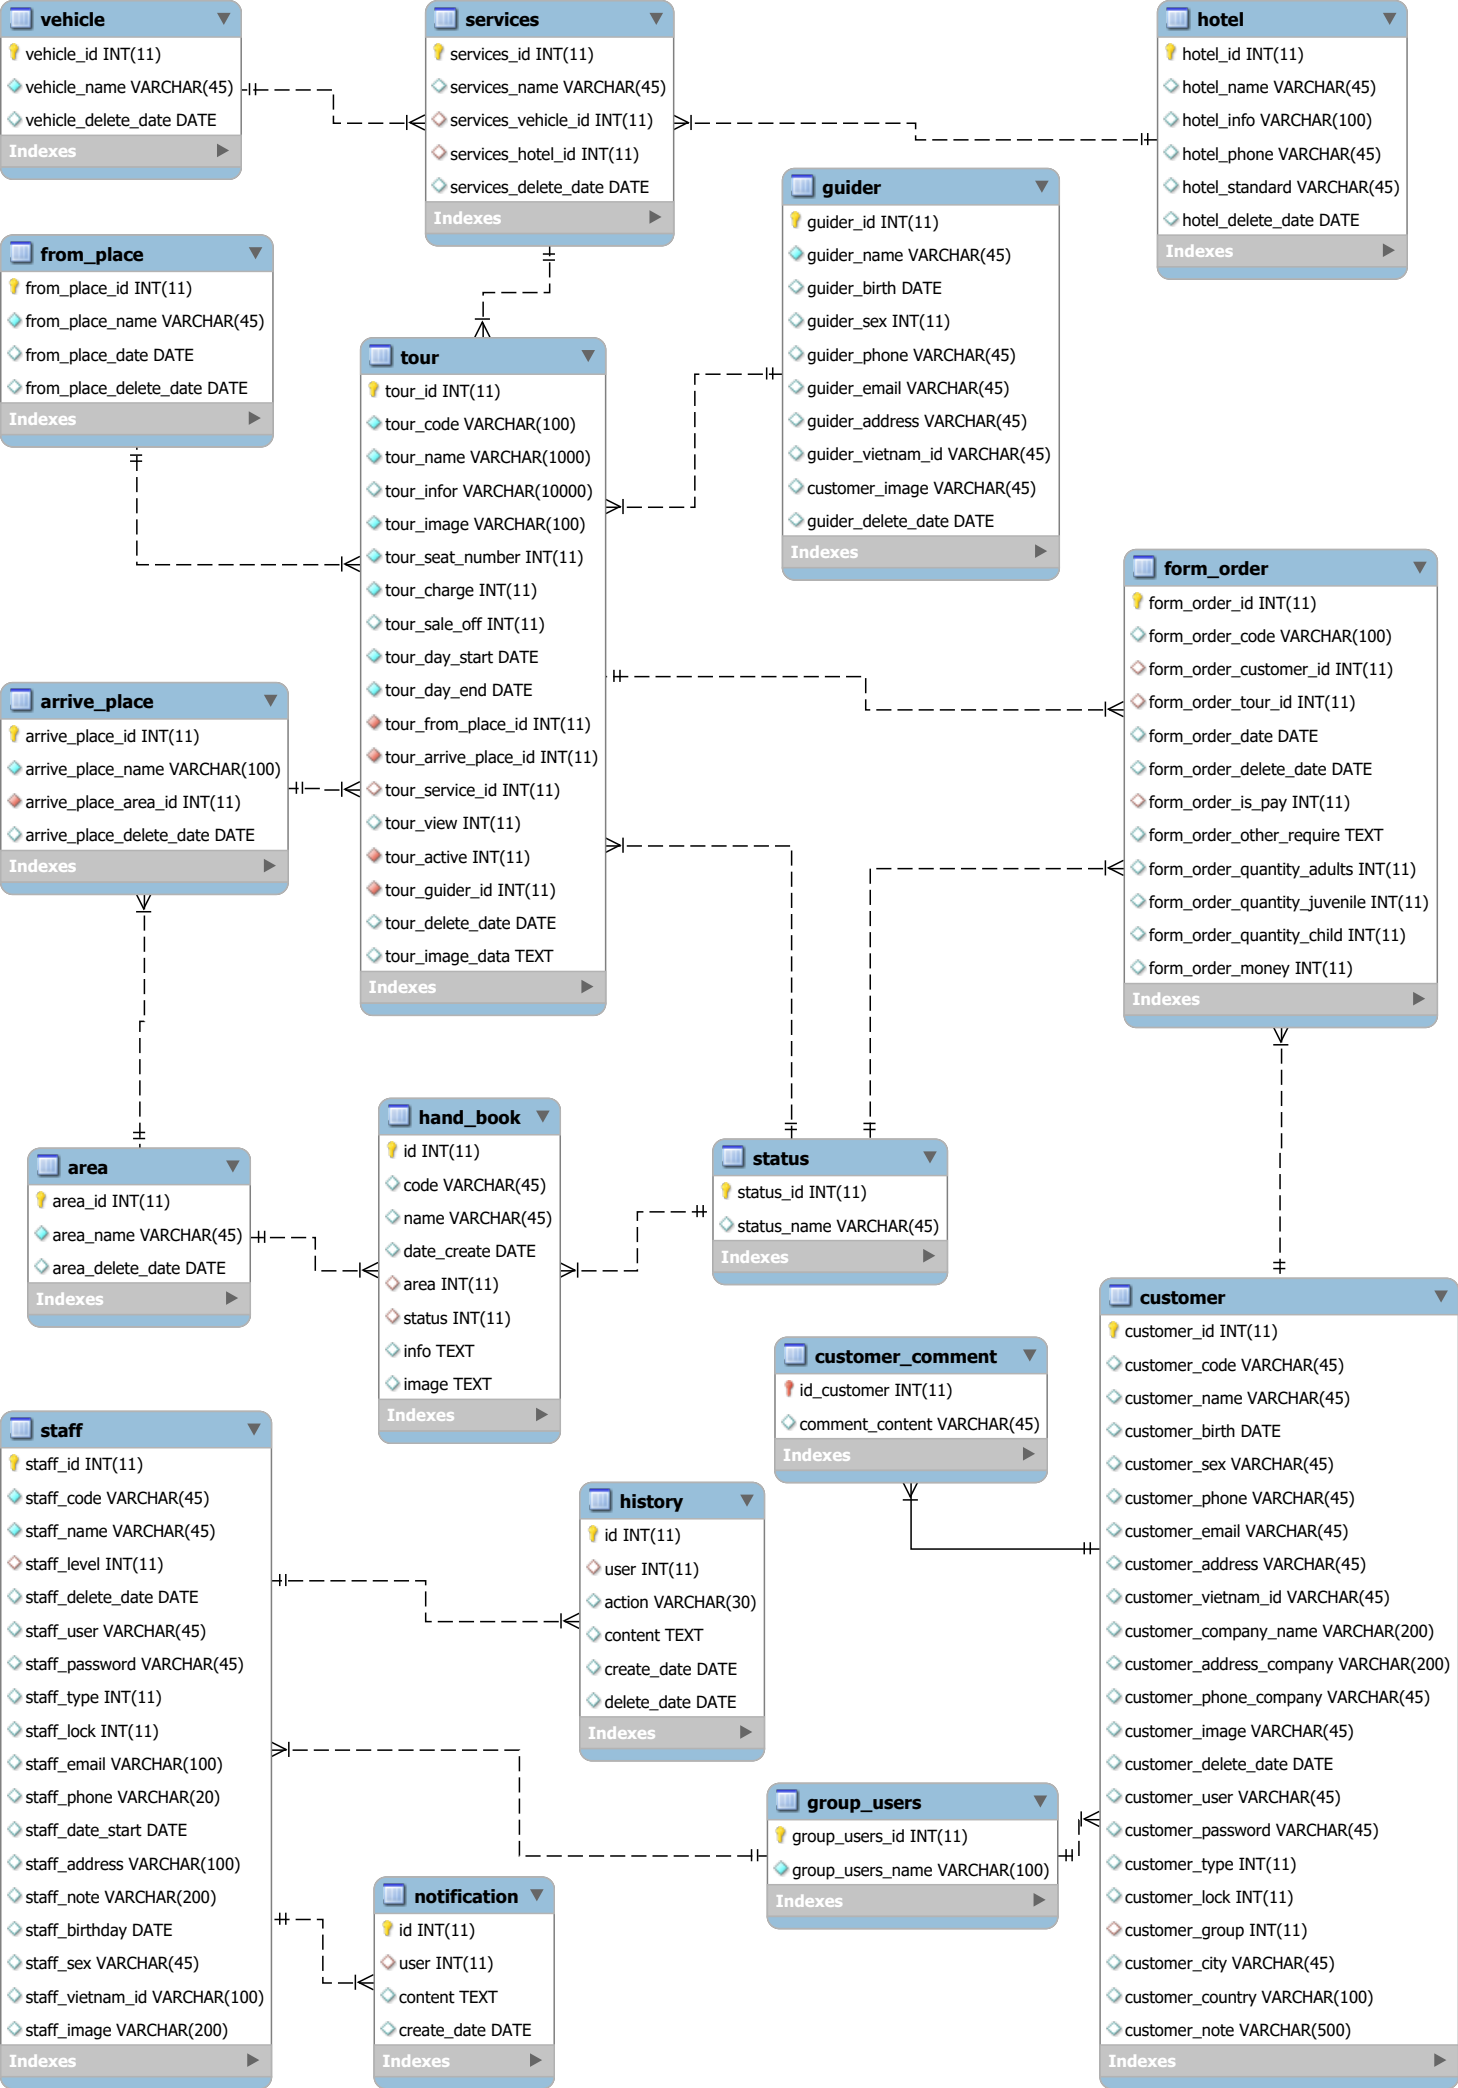 vehicle
vehicle_id INT(11)
vehicle_name VARCHAR(45)
vehicle_delete_date DATE
Indexes
services
services_id INT(11)
services_name VARCHAR(45)
services_vehicle_id INT(11)
services_hotel_id INT(11)
services_delete_date DATE
Indexes
hotel
hotel_id INT(11)
hotel_name VARCHAR(45)
hotel_info VARCHAR(100)
hotel_phone VARCHAR(45)
hotel_standard VARCHAR(45)
hotel_delete_date DATE
Indexes
guider
guider_id INT(11)
guider_name VARCHAR(45)
guider_birth DATE
guider_sex INT(11)
guider_phone VARCHAR(45)
guider_email VARCHAR(45)
guider_address VARCHAR(45)
guider_vietnam_id VARCHAR(45)
customer_image VARCHAR(45)
guider_delete_date DATE
Indexes
from_place
from_place_id INT(11)
from_place_name VARCHAR(45)
from_place_date DATE
from_place_delete_date DATE
Indexes
tour
tour_id INT(11)
tour_code VARCHAR(100)
tour_name VARCHAR(1000)
tour_infor VARCHAR(10000)
tour_image VARCHAR(100)
tour_seat_number INT(11)
tour_charge INT(11)
tour_sale_off INT(11)
tour_day_start DATE
tour_day_end DATE
tour_from_place_id INT(11)
tour_arrive_place_id INT(11)
tour_service_id INT(11)
tour_view INT(11)
tour_active INT(11)
tour_guider_id INT(11)
tour_delete_date DATE
tour_image_data TEXT
Indexes
form_order
form_order_id INT(11)
form_order_code VARCHAR(100)
form_order_customer_id INT(11)
form_order_tour_id INT(11)
form_order_date DATE
form_order_delete_date DATE
form_order_is_pay INT(11)
form_order_other_require TEXT
form_order_quantity_adults INT(11)
form_order_quantity_juvenile INT(11)
form_order_quantity_child INT(11)
form_order_money INT(11)
Indexes
arrive_place
arrive_place_id INT(11)
arrive_place_name VARCHAR(100)
arrive_place_area_id INT(11)
arrive_place_delete_date DATE
Indexes
area
area_id INT(11)
area_name VARCHAR(45)
area_delete_date DATE
Indexes
hand_book
id INT(11)
code VARCHAR(45)
name VARCHAR(45)
date_create DATE
area INT(11)
status INT(11)
info TEXT
image TEXT
Indexes
status
status_id INT(11)
status_name VARCHAR(45)
Indexes
customer_comment
id_customer INT(11)
comment_content VARCHAR(45)
Indexes
customer
customer_id INT(11)
customer_code VARCHAR(45)
customer_name VARCHAR(45)
customer_birth DATE
customer_sex VARCHAR(45)
customer_phone VARCHAR(45)
customer_email VARCHAR(45)
customer_address VARCHAR(45)
customer_vietnam_id VARCHAR(45)
customer_company_name VARCHAR(200)
customer_address_company VARCHAR(200)
customer_phone_company VARCHAR(45)
customer_image VARCHAR(45)
customer_delete_date DATE
customer_user VARCHAR(45)
customer_password VARCHAR(45)
customer_type INT(11)
customer_lock INT(11)
customer_group INT(11)
customer_city VARCHAR(45)
customer_country VARCHAR(100)
customer_note VARCHAR(500)
Indexes
staff
staff_id INT(11)
staff_code VARCHAR(45)
staff_name VARCHAR(45)
staff_level INT(11)
staff_delete_date DATE
staff_user VARCHAR(45)
staff_password VARCHAR(45)
staff_type INT(11)
staff_lock INT(11)
staff_email VARCHAR(100)
staff_phone VARCHAR(20)
staff_date_start DATE
staff_address VARCHAR(100)
staff_note VARCHAR(200)
staff_birthday DATE
staff_sex VARCHAR(45)
staff_vietnam_id VARCHAR(100)
staff_image VARCHAR(200)
Indexes
history
id INT(11)
user INT(11)
action VARCHAR(30)
content TEXT
create_date DATE
delete_date DATE
Indexes
group_users
group_users_id INT(11)
group_users_name VARCHAR(100)
Indexes
notification
id INT(11)
user INT(11)
content TEXT
create_date DATE
Indexes